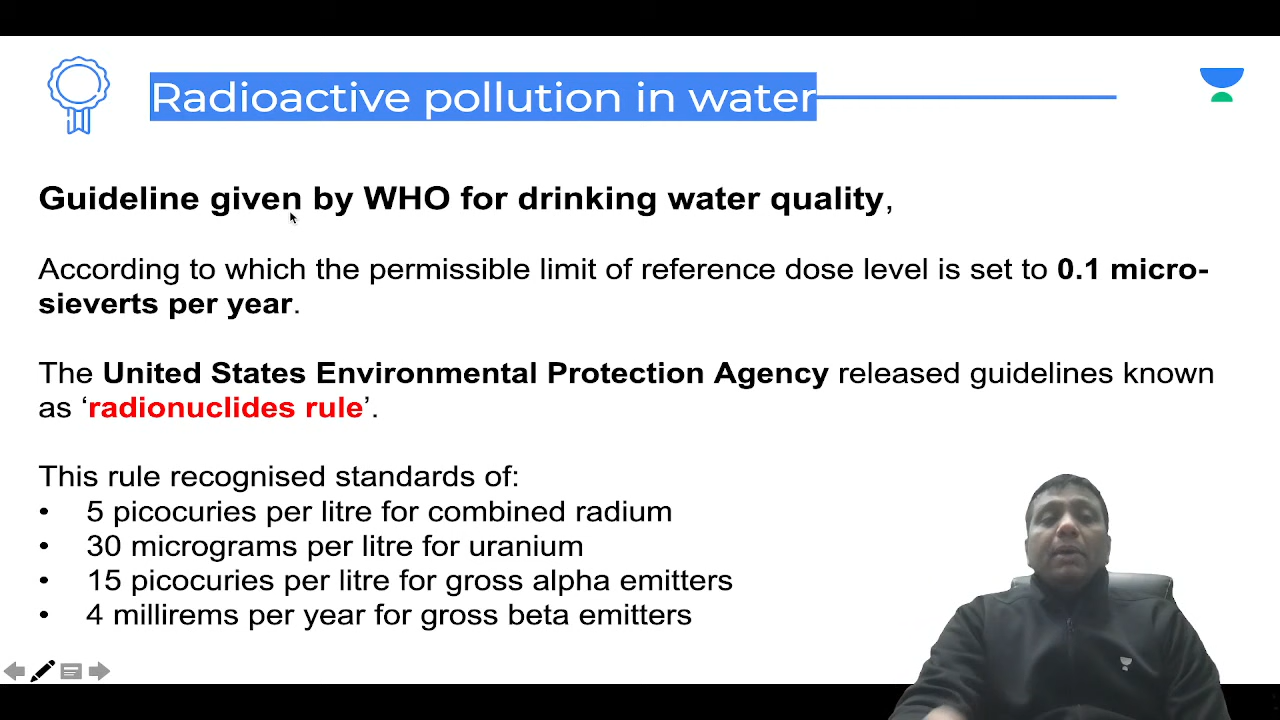 Radioactive pollution in water
Guideline given by WHO for drinking water quality,
According to which the permissible limit of reference dose level is set to 0.1 micro-
sieverts per year.
The United States Environmental Protection Agency released guidelines known
as ‘radionuclides rule’.
This rule recognised standards of:
• 5 picocuries per litre for combined radium
• 30 micrograms per litre for uranium
• 15 picocuries per litre for gross alpha emitters
• 4 millirems per year for gross beta emitters